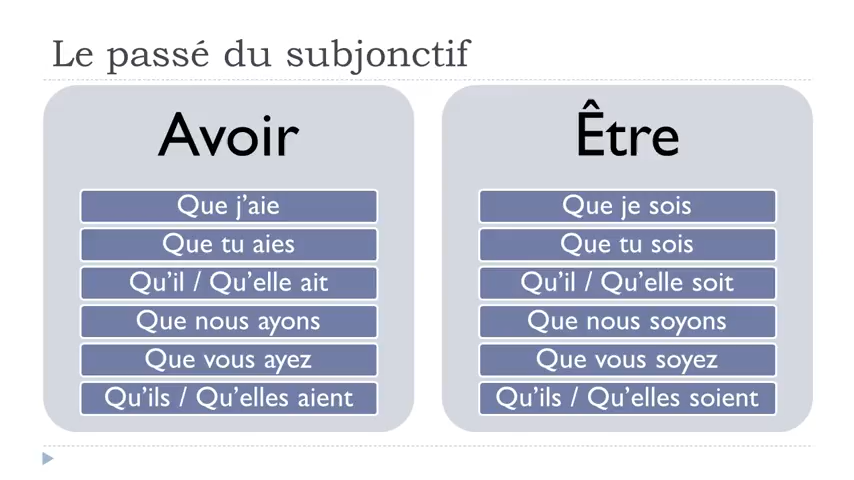 Le passé du subjonctif
Avoir
Que j'aie
Que tu aies
Qu'il / Qu'elle ait
Que nous ayons
Que vous ayez
Qu'ils / Qu'elles aient
Être
Que je sois
Que tu sois
Qu'il / Qu'elle soit
Que nous soyons
Que vous soyez
Qu'ils / Qu'elles soient